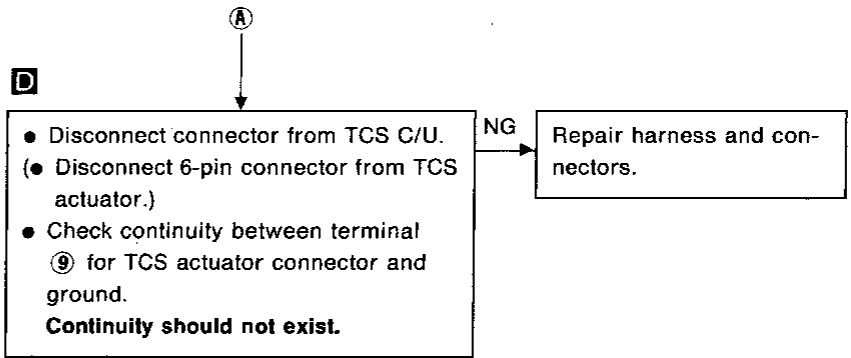 Ⓐ
D
● Disconnect connector from TCS C/U.
(● Disconnect 6-pin connector from TCS
actuator.)
● Check continuity between terminal
⑨ for TCS actuator connector and
ground.
Continuity should not exist.
NG
Repair harness and con-
nectors.